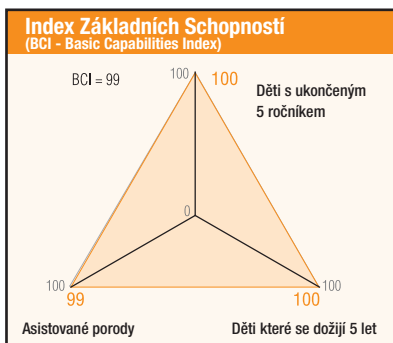 Index Základních Schopností
(BCI - Basic Capabilities Index)
BCI = 99
100
100
Děti s ukončeným
5 ročníkem
0
100
100
99
100
Asistované porody
Děti které se dožijí 5 let